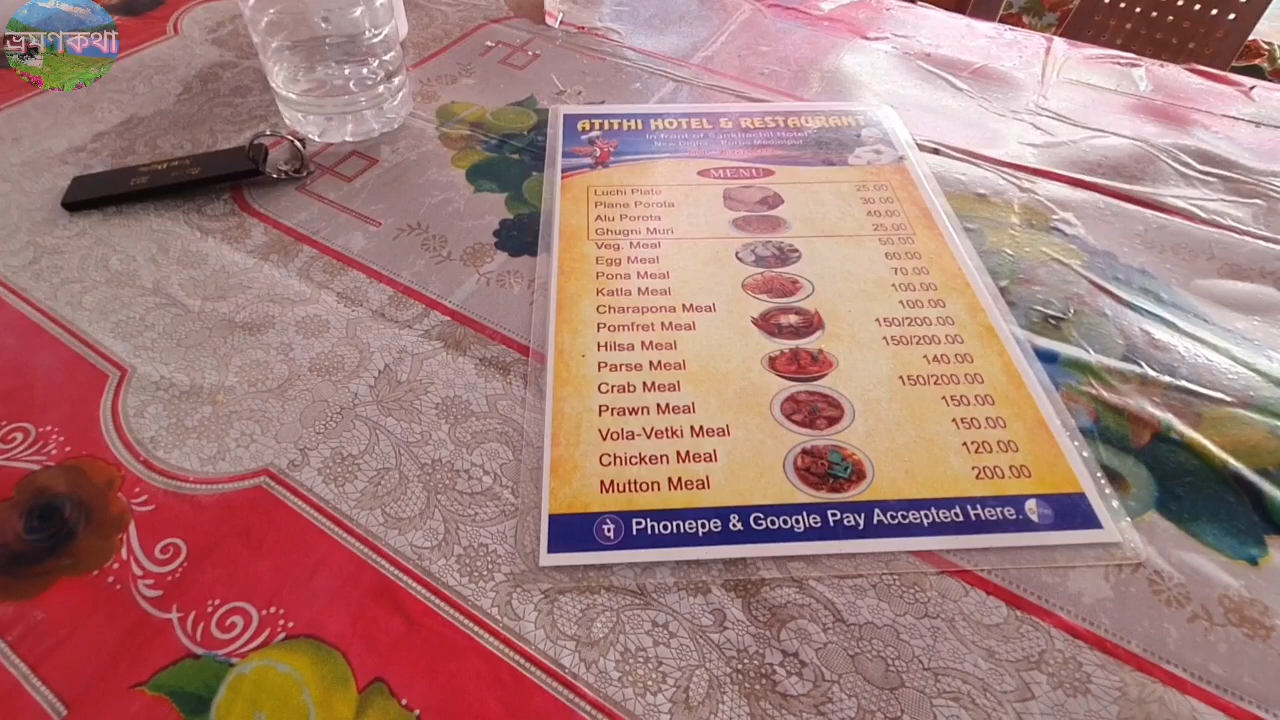 ভ্রমণকথা
ATITHI HOTEL & RESTAURANT
In front of Sankhachil Hotel
New Digha - Purba Medinipur
MENU
Luchi Plate 25.00
Plane Porota 30.00
Alu Porota 40.00
Ghugni Muri 25.00
Veg. Meal 50.00
Egg Meal 60.00
Pona Meal 70.00
Katla Meal 100.00
Charapona Meal 100.00
Pomfret Meal 150/200.00
Hilsa Meal 150/200.00
Parse Meal 140.00
Crab Meal 150/200.00
Prawn Meal 150.00
Vola-Vetki Meal 150.00
Chicken Meal 120.00
Mutton Meal 200.00
पे Phonepe & Google Pay Accepted Here.